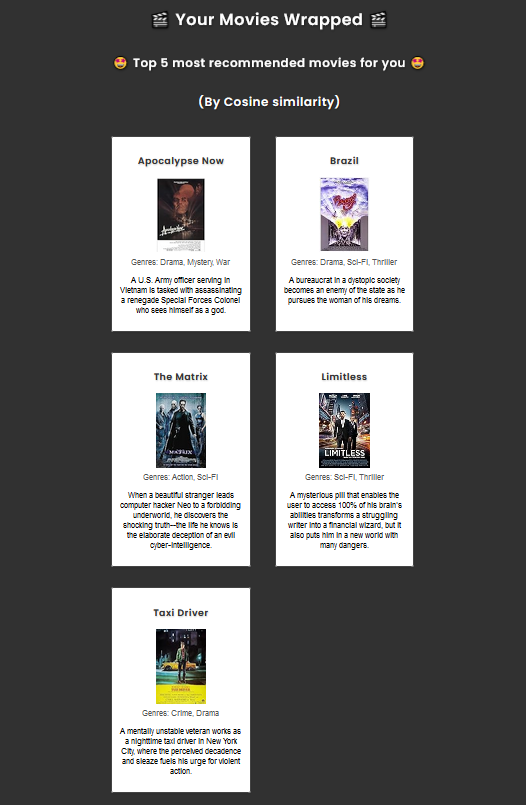 🎬 Your Movies Wrapped 🎬
🤩 Top 5 most recommended movies for you 🤩
(By Cosine similarity)
Apocalypse Now
Genres: Drama, Mystery, War
A U.S. Army officer serving in
Vietnam is tasked with assassinating
a renegade Special Forces Colonel
who sees himself as a god.
Brazil
Genres: Drama, Sci-Fi, Thriller
A bureaucrat in a dystopic society
becomes an enemy of the state as he
pursues the woman of his dreams.
The Matrix
MATRIX
Genres: Action, Sci-Fi
When a beautiful stranger leads
computer hacker Neo to a forbidding
underworld, he discovers the
shocking truth--the life he knows is
the elaborate deception of an evil
cyber-intelligence.
Limitless
LIMITLESS
Genres: Sci-Fi, Thriller
A mysterious pill that enables the
user to access 100% of his brain's
abilities transforms a struggling
writer into a financial wizard, but it
also puts him in a new world with
many dangers.
Taxi Driver
Genres: Crime, Drama
A mentally unstable veteran works as
a nighttime taxi driver in New York
City, where the perceived decadence
and sleaze fuels his urge for violent
action.